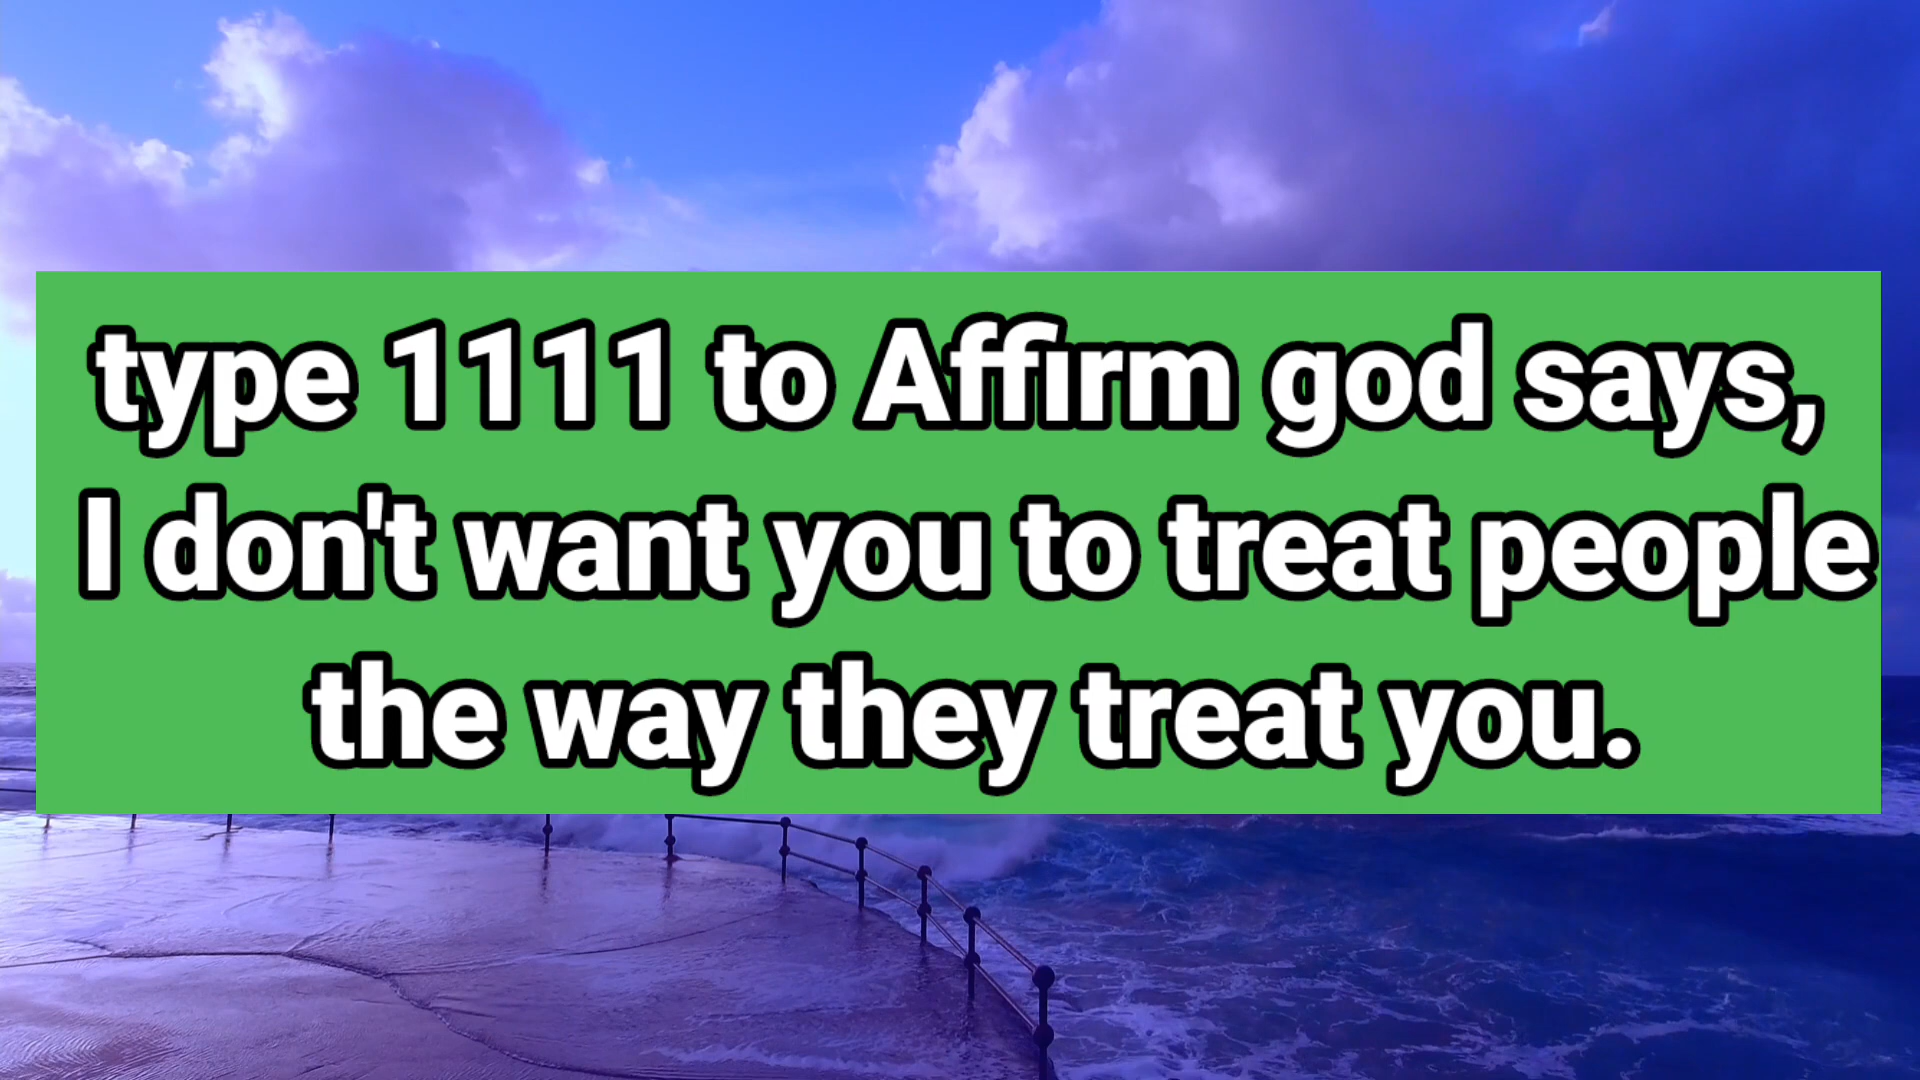 type 1111 to Affirm god says,
I don't want you to treat people
the way they treat you.